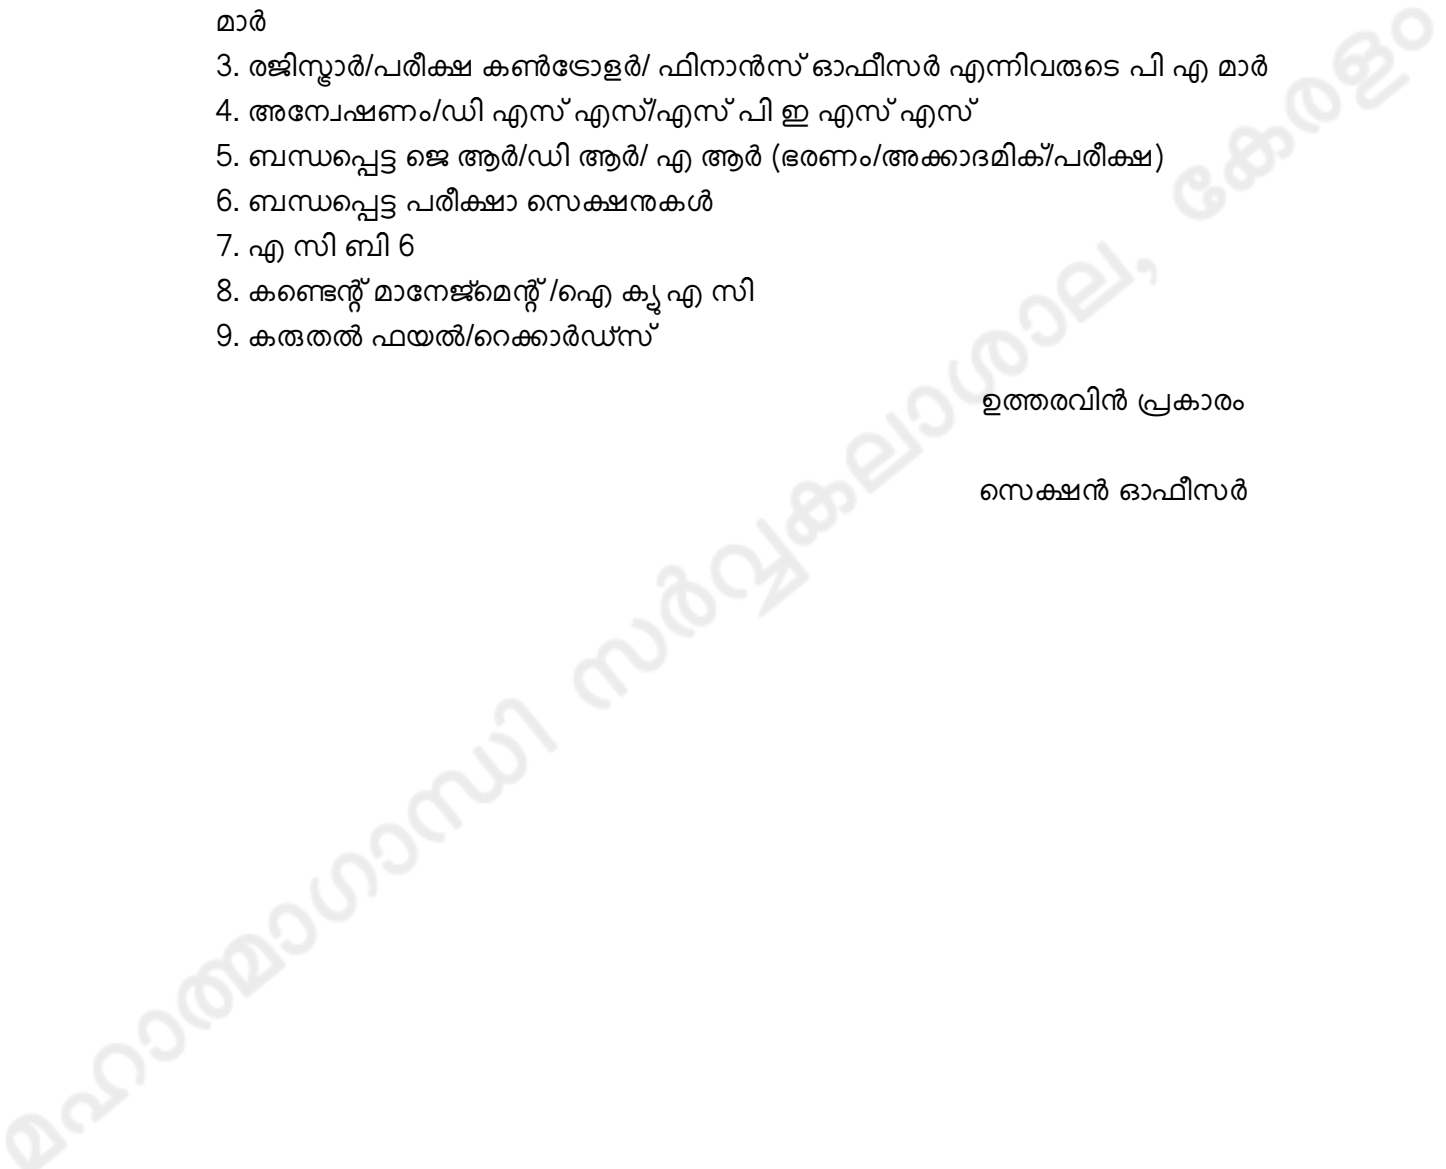 മാർ
3. രജിസ്ട്രാർ/പരീക്ഷ കൺട്രോളർ/ ഫിനാൻസ് ഓഫീസർ എന്നിവരുടെ പി എ മാർ
4. അന്വേഷണം/ഡി എസ് എസ്/എസ് പി ഇ എസ് എസ്
5. ബന്ധപ്പെട്ട ജെ ആർ/ഡി ആർ/ എ ആർ (ഭരണം/അക്കാദമിക്/പരീക്ഷ)
6. ബന്ധപ്പെട്ട പരീക്ഷാ സെക്ഷനുകൾ
7. എ സി ബി 6
8. കണ്ടെന്റ് മാനേജ്മെന്റ് /ഐ ക്യു എ സി
9. കരുതൽ ഫയൽ/റെക്കാർഡ്സ്
ഉത്തരവിൻ പ്രകാരം
സെക്ഷൻ ഓഫീസർ
മഹാത്മാഗാന്ധി സർവ്വകലാശാല, കേരളം